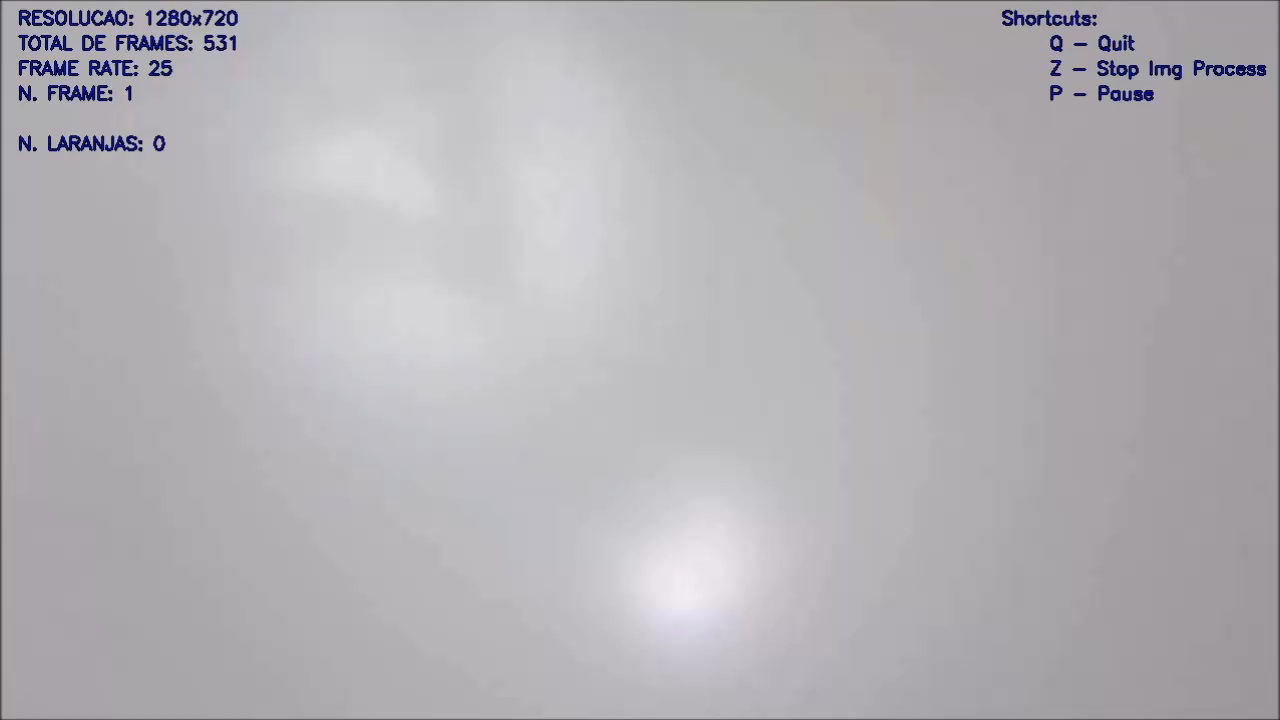 RESOLUCAO: 1280x720
TOTAL DE FRAMES: 531
FRAME RATE: 25
N. FRAME: 1
N. LARANJAS: 0
Shortcuts:
Q - Quit
Z - Stop Img Process
P - Pause